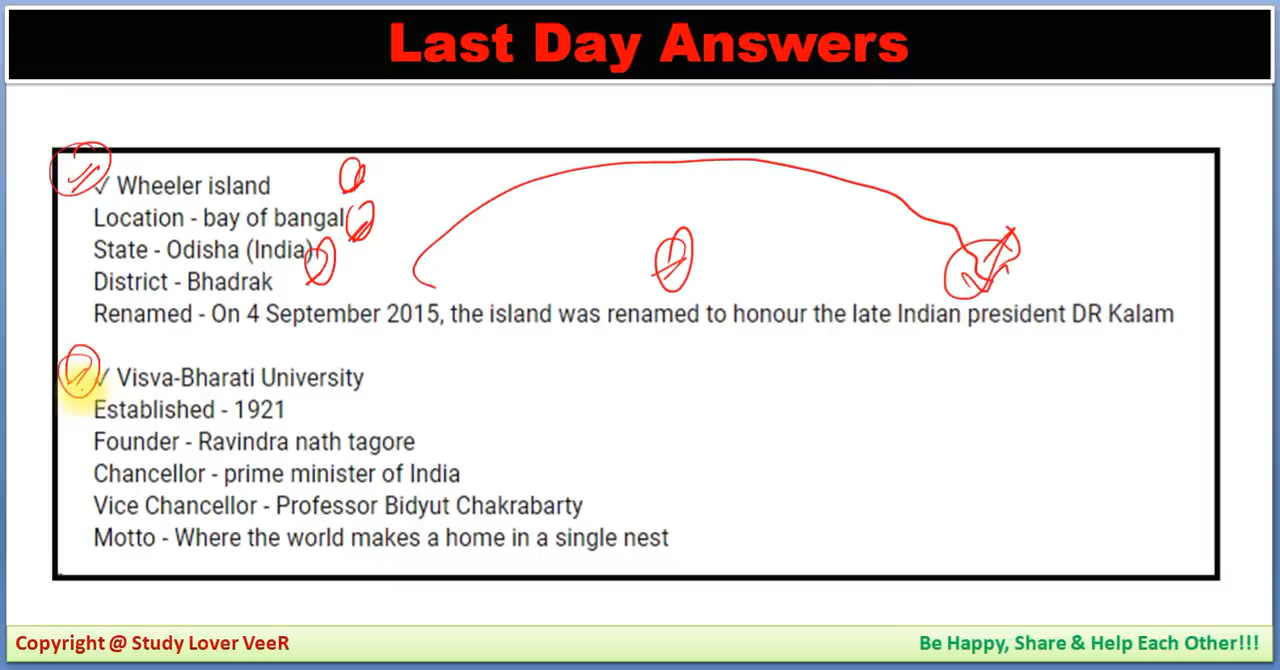 Last Day Answers
✓ Wheeler island
Location - bay of bangal
State - Odisha (India)
District - Bhadrak
Renamed - On 4 September 2015, the island was renamed to honour the late Indian president DR Kalam
✓ Visva-Bharati University
Established - 1921
Founder - Ravindra nath tagore
Chancellor - prime minister of India
Vice Chancellor - Professor Bidyut Chakrabarty
Motto - Where the world makes a home in a single nest
Copyright @ Study Lover VeeR
Be Happy, Share & Help Each Other!!!